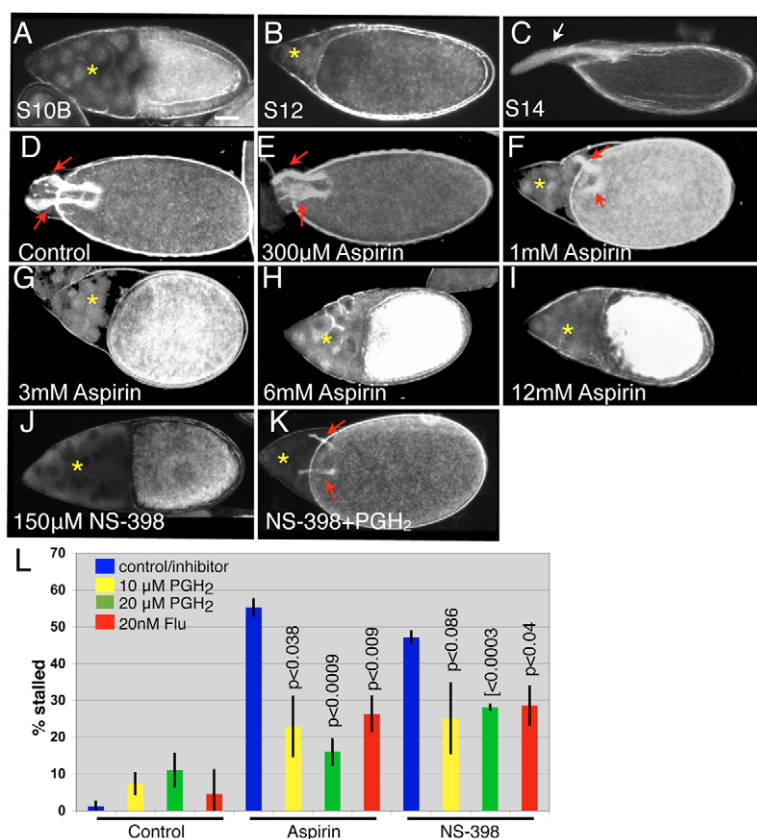 A
S10B
B
S12
C
S14
D
Control
E
300µM Aspirin
F
1mM Aspirin
G
3mM Aspirin
H
6mM Aspirin
I
12mM Aspirin
J
150µM NS-398
K
NS-398+PGH₂
L
% stalled
70
60
50
40
30
20
10
0
control/inhibitor
10 µM PGH₂
20 µM PGH₂
20nM Flu
p<0.038
p<0.0009
p<0.009
p<0.086
[<0.0003
p<0.04
Control
Aspirin
NS-398